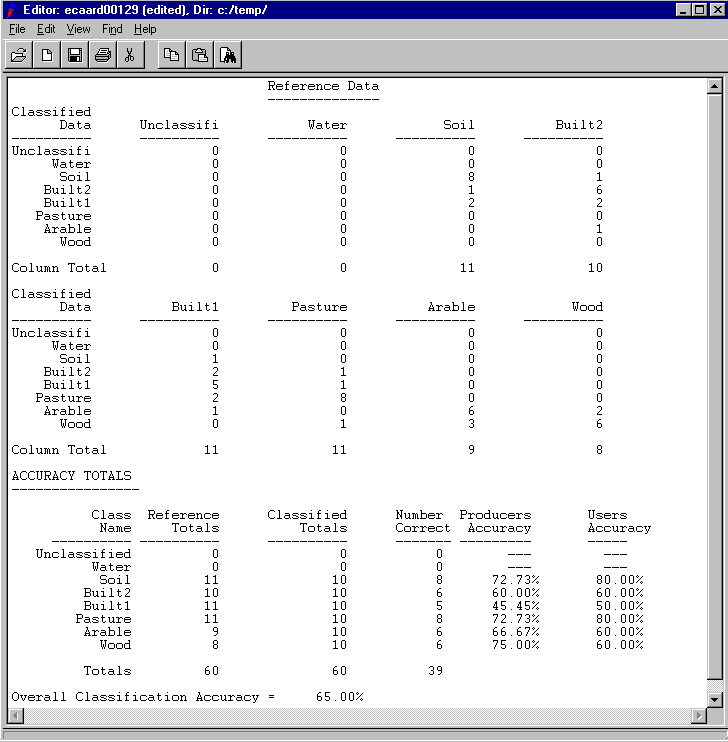 Editor: ecaard00129 (edited), Dir: c:/temp/
File Edit View Find Help
Reference Data
--------------
Classified
Data Unclassifi Water Soil Built2
---------- ---------- ---------- ---------- ----------
Unclassifi 0 0 0 0
Water 0 0 0 0
Soil 0 0 8 1
Built2 0 0 1 6
Built1 0 0 2 2
Pasture 0 0 0 0
Arable 0 0 0 1
Wood 0 0 0 0
Column Total 0 0 11 10
Classified
Data Built1 Pasture Arable Wood
---------- ---------- ---------- ---------- ----------
Unclassifi 0 0 0 0
Water 0 0 0 0
Soil 1 0 0 0
Built2 2 1 0 0
Built1 5 1 0 0
Pasture 2 8 0 0
Arable 1 0 6 2
Wood 0 1 3 6
Column Total 11 11 9 8
ACCURACY TOTALS
----------------
Class Reference Classified Number Producers Users
Name Totals Totals Correct Accuracy Accuracy
---------- ---------- ---------- ------- --------- -----
Unclassified 0 0 0 --- ---
Water 0 0 0 --- ---
Soil 11 10 8 72.73% 80.00%
Built2 10 10 6 60.00% 60.00%
Built1 11 10 5 45.45% 50.00%
Pasture 11 10 8 72.73% 80.00%
Arable 9 10 6 66.67% 60.00%
Wood 8 10 6 75.00% 60.00%
Totals 60 60 39
Overall Classification Accuracy = 65.00%